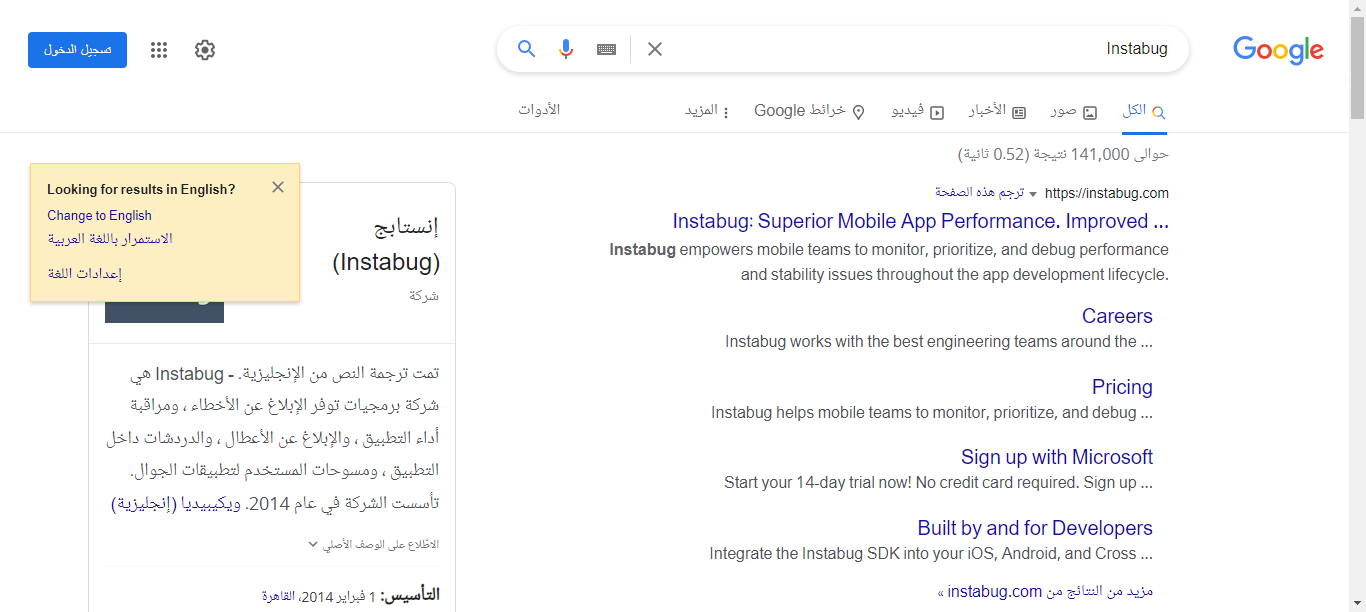 Google
Instabug
تسجيل الدخول
الكل
صور
الأخبار
فيديو
خرائط Google
المزيد
الأدوات
حوالى 141,000 نتيجة (0.52 ثانية)
https://instabug.com ترجم هذه الصفحة
Instabug: Superior Mobile App Performance. Improved ...
Instabug empowers mobile teams to monitor, prioritize, and debug performance
and stability issues throughout the app development lifecycle.
Careers
Instabug works with the best engineering teams around the ...
Pricing
Instabug helps mobile teams to monitor, prioritize, and debug ...
Sign up with Microsoft
Start your 14-day trial now! No credit card required. Sign up ...
Built by and for Developers
Integrate the Instabug SDK into your iOS, Android, and Cross ...
مزيد من النتائج من instabug.com »
إنستابج
(Instabug)
شركة
تمت ترجمة النص من الإنجليزية. - Instabug هي
شركة برمجيات توفر الإبلاغ عن الأخطاء ، ومراقبة
أداء التطبيق ، والإبلاغ عن الأعطال ، والدردشات داخل
التطبيق ، ومسوحات المستخدم لتطبيقات الجوال.
تأسست الشركة في عام 2014. ويكيبيديا (إنجليزية)
الاطّلاع على الوصف الأصلي
التأسيس: 1 فبراير 2014، القاهرة
Looking for results in English?
Change to English
الاستمرار باللغة العربية
إعدادات اللغة